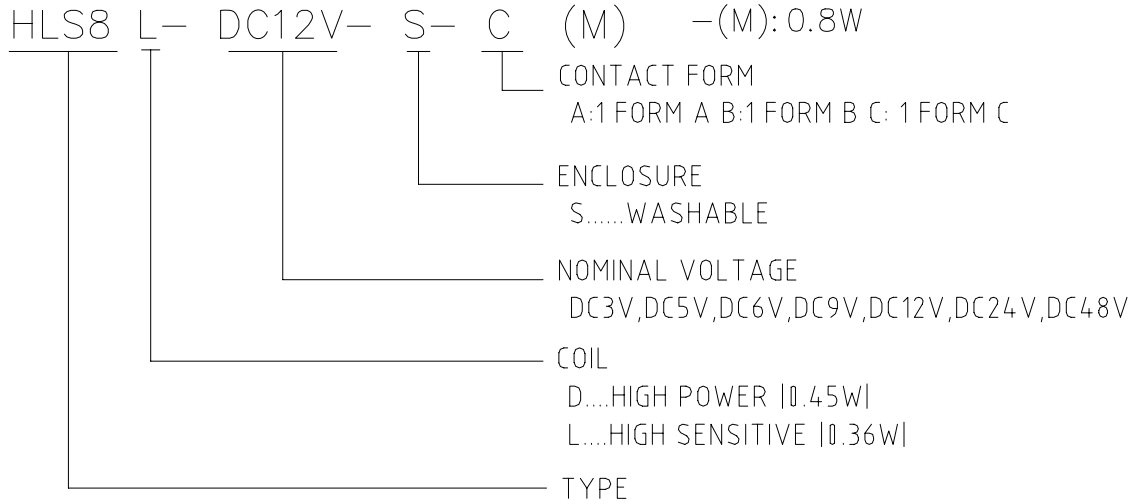 HLS8 L- DC12V- S- C (M) -(M): 0.8W
CONTACT FORM
A:1 FORM A B:1 FORM B C: 1 FORM C
ENCLOSURE
S......WASHABLE
NOMINAL VOLTAGE
DC3V,DC5V,DC6V,DC9V,DC12V,DC24V,DC48V
COIL
D....HIGH POWER |0.45W|
L....HIGH SENSITIVE |0.36W|
TYPE